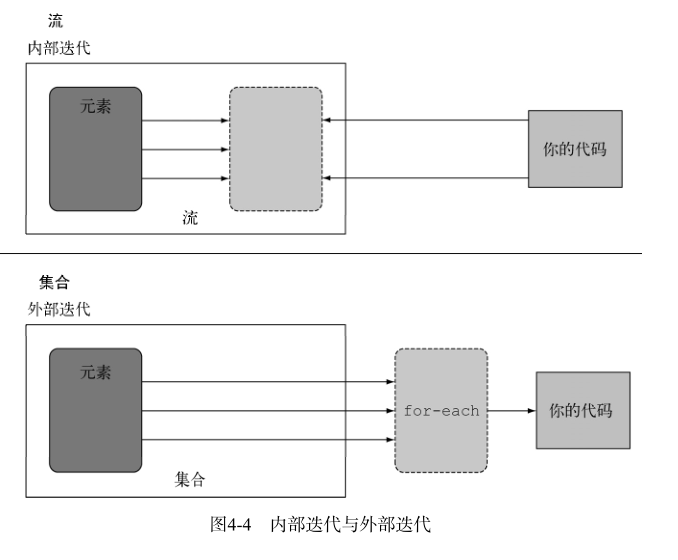 流
内部迭代
元素
你的代码
流
集合
外部迭代
元素
for-each
你的代码
集合
图4-4 内部迭代与外部迭代